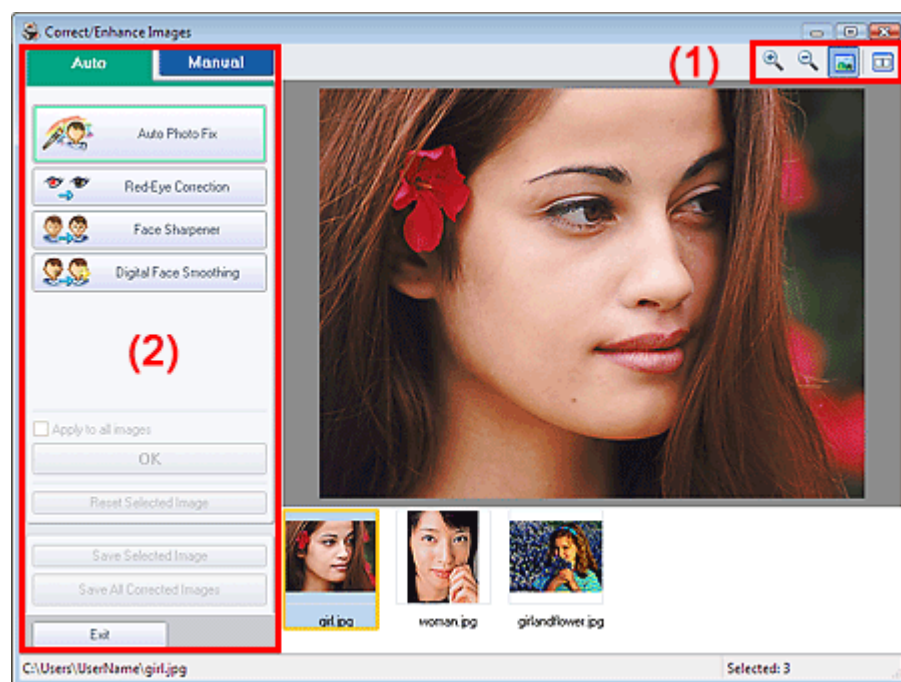 Correct/Enhance Images
Auto
Manual
(1)
Auto Photo Fix
Red-Eye Correction
Face Sharpener
Digital Face Smoothing
(2)
Apply to all images
OK
Reset Selected Image
Save Selected Image
Save All Corrected Images
Exit
girl.jpg
woman.jpg
girlandflower.jpg
C:\Users\UserName\girl.jpg
Selected: 3